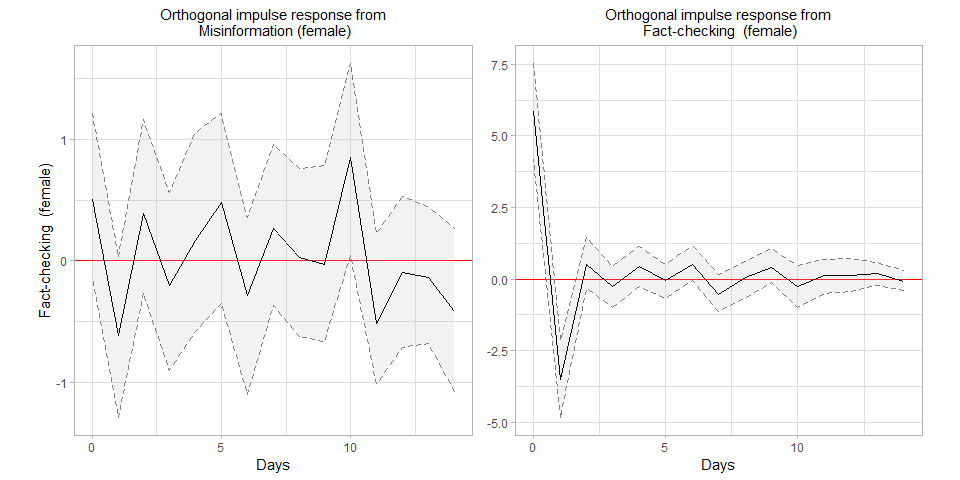 Orthogonal impulse response from
Misinformation (female)
Fact-checking (female)
1
0
-1
0
5
10
Days
Orthogonal impulse response from
Fact-checking (female)
7.5
5.0
2.5
0.0
-2.5
-5.0
0
5
10
Days